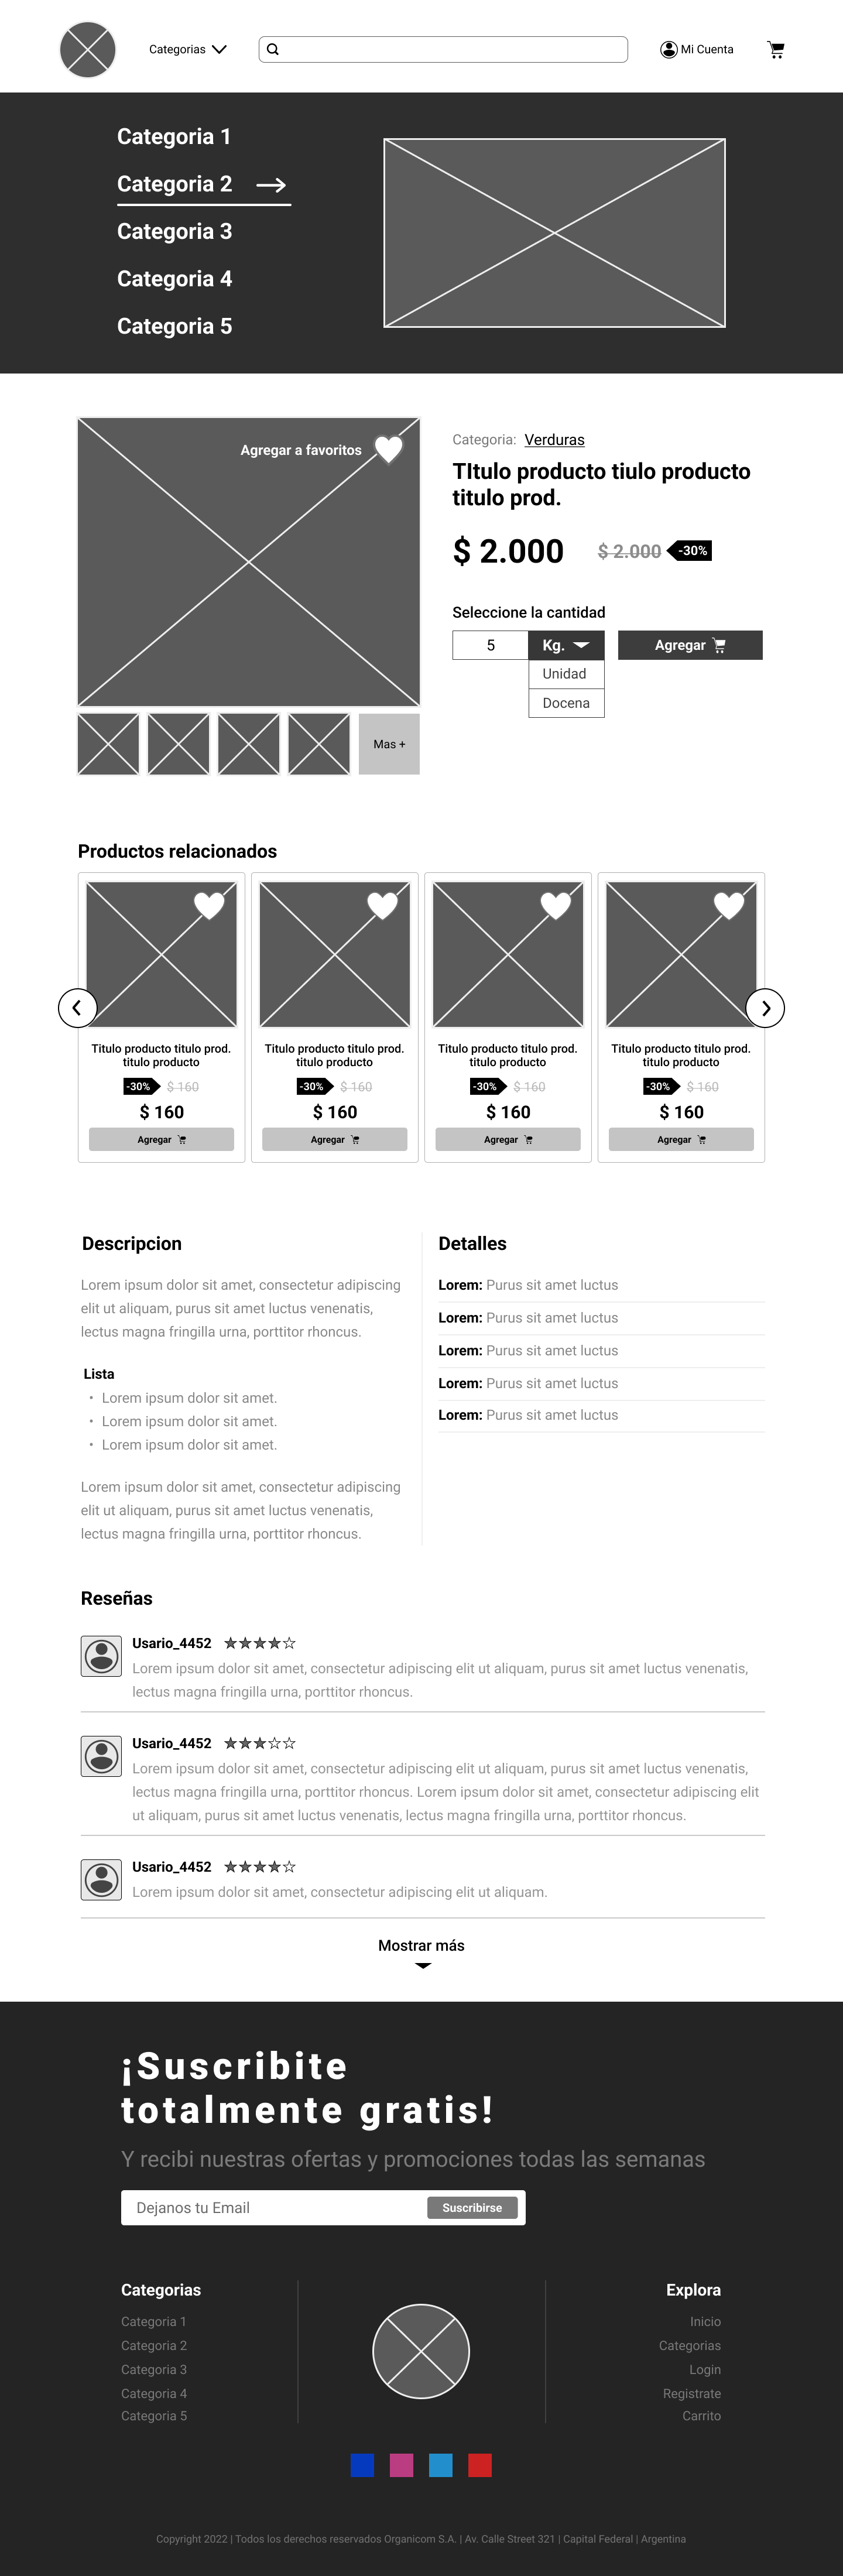 Categorias
Mi Cuenta
Categoria 1
Categoria 2
Categoria 3
Categoria 4
Categoria 5
Agregar a favoritos
Mas +
Categoria: Verduras
TItulo producto tiulo producto
titulo prod.
$ 2.000 $ 2.000 -30%
Seleccione la cantidad
5 Kg. Agregar
Unidad
Docena
Productos relacionados
Titulo producto titulo prod.
titulo producto
-30% $ 160
$ 160
Agregar
Titulo producto titulo prod.
titulo producto
-30% $ 160
$ 160
Agregar
Titulo producto titulo prod.
titulo producto
-30% $ 160
$ 160
Agregar
Titulo producto titulo prod.
titulo producto
-30% $ 160
$ 160
Agregar
Descripcion
Lorem ipsum dolor sit amet, consectetur adipiscing
elit ut aliquam, purus sit amet luctus venenatis,
lectus magna fringilla urna, porttitor rhoncus.
Lista
• Lorem ipsum dolor sit amet.
• Lorem ipsum dolor sit amet.
• Lorem ipsum dolor sit amet.
Lorem ipsum dolor sit amet, consectetur adipiscing
elit ut aliquam, purus sit amet luctus venenatis,
lectus magna fringilla urna, porttitor rhoncus.
Detalles
Lorem: Purus sit amet luctus
Lorem: Purus sit amet luctus
Lorem: Purus sit amet luctus
Lorem: Purus sit amet luctus
Lorem: Purus sit amet luctus
Reseñas
Usario_4452
Lorem ipsum dolor sit amet, consectetur adipiscing elit ut aliquam, purus sit amet luctus venenatis,
lectus magna fringilla urna, porttitor rhoncus.
Usario_4452
Lorem ipsum dolor sit amet, consectetur adipiscing elit ut aliquam, purus sit amet luctus venenatis,
lectus magna fringilla urna, porttitor rhoncus. Lorem ipsum dolor sit amet, consectetur adipiscing elit
ut aliquam, purus sit amet luctus venenatis, lectus magna fringilla urna, porttitor rhoncus.
Usario_4452
Lorem ipsum dolor sit amet, consectetur adipiscing elit ut aliquam.
Mostrar más
¡Suscribite
totalmente gratis!
Y recibi nuestras ofertas y promociones todas las semanas
Dejanos tu Email Suscribirse
Categorias
Categoria 1
Categoria 2
Categoria 3
Categoria 4
Categoria 5
Explora
Inicio
Categorias
Login
Registrate
Carrito
Copyright 2022 | Todos los derechos reservados Organicom S.A. | Av. Calle Street 321 | Capital Federal | Argentina